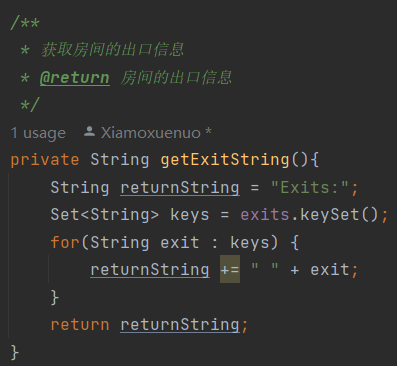 /**
 * 获取房间的出口信息
 * @return 房间的出口信息
 */
1 usage  Xiamoxuenuo *
private String getExitString(){
    String returnString = "Exits:";
    Set<String> keys = exits.keySet();
    for(String exit : keys) {
        returnString += " " + exit;
    }
    return returnString;
}